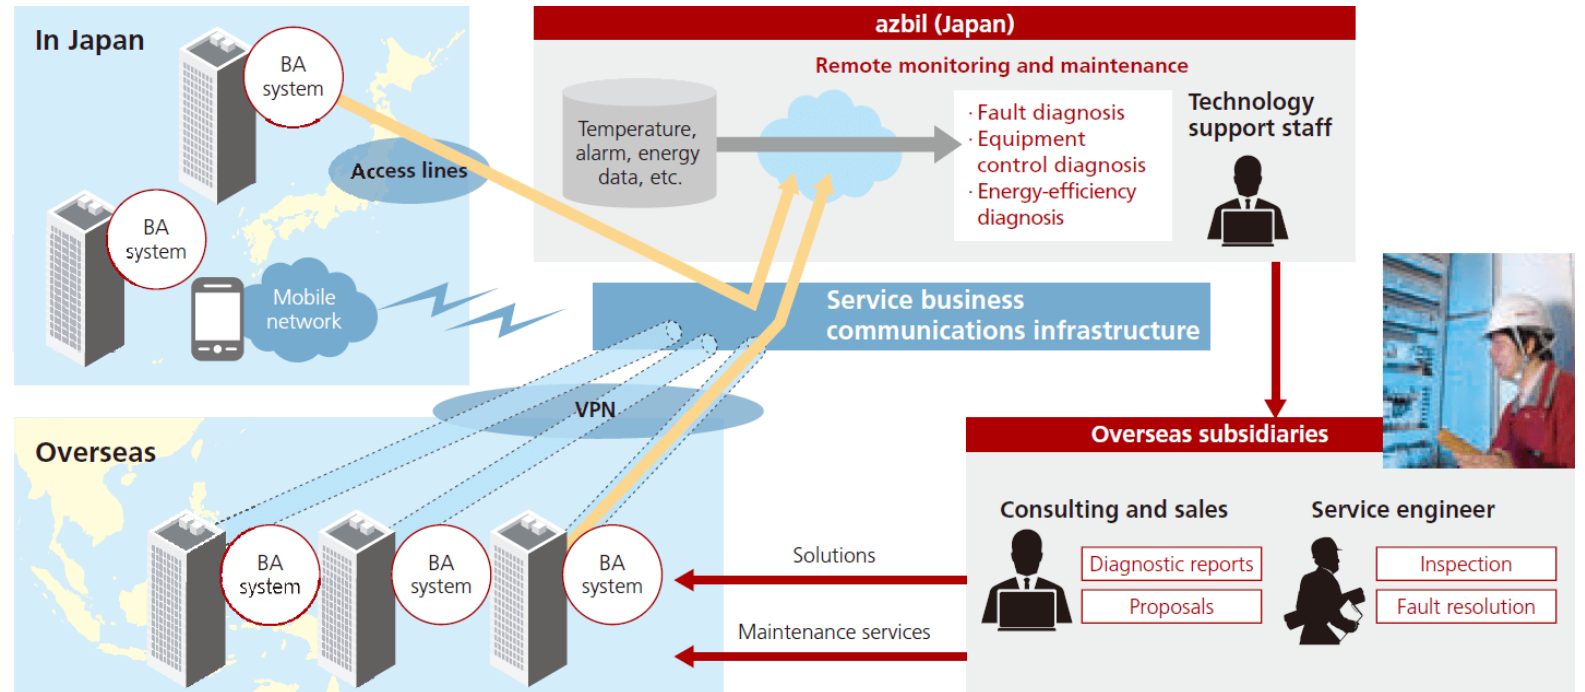 In Japan
BA
system
Access lines
BA
system
Mobile
network
azbil (Japan)
Remote monitoring and maintenance
Temperature,
alarm, energy
data, etc.
· Fault diagnosis
· Equipment
control diagnosis
· Energy-efficiency
diagnosis
Technology
support staff
Service business
communications infrastructure
VPN
Overseas
BA
system
BA
system
BA
system
Solutions
Maintenance services
Overseas subsidiaries
Consulting and sales
Diagnostic reports
Proposals
Service engineer
Inspection
Fault resolution